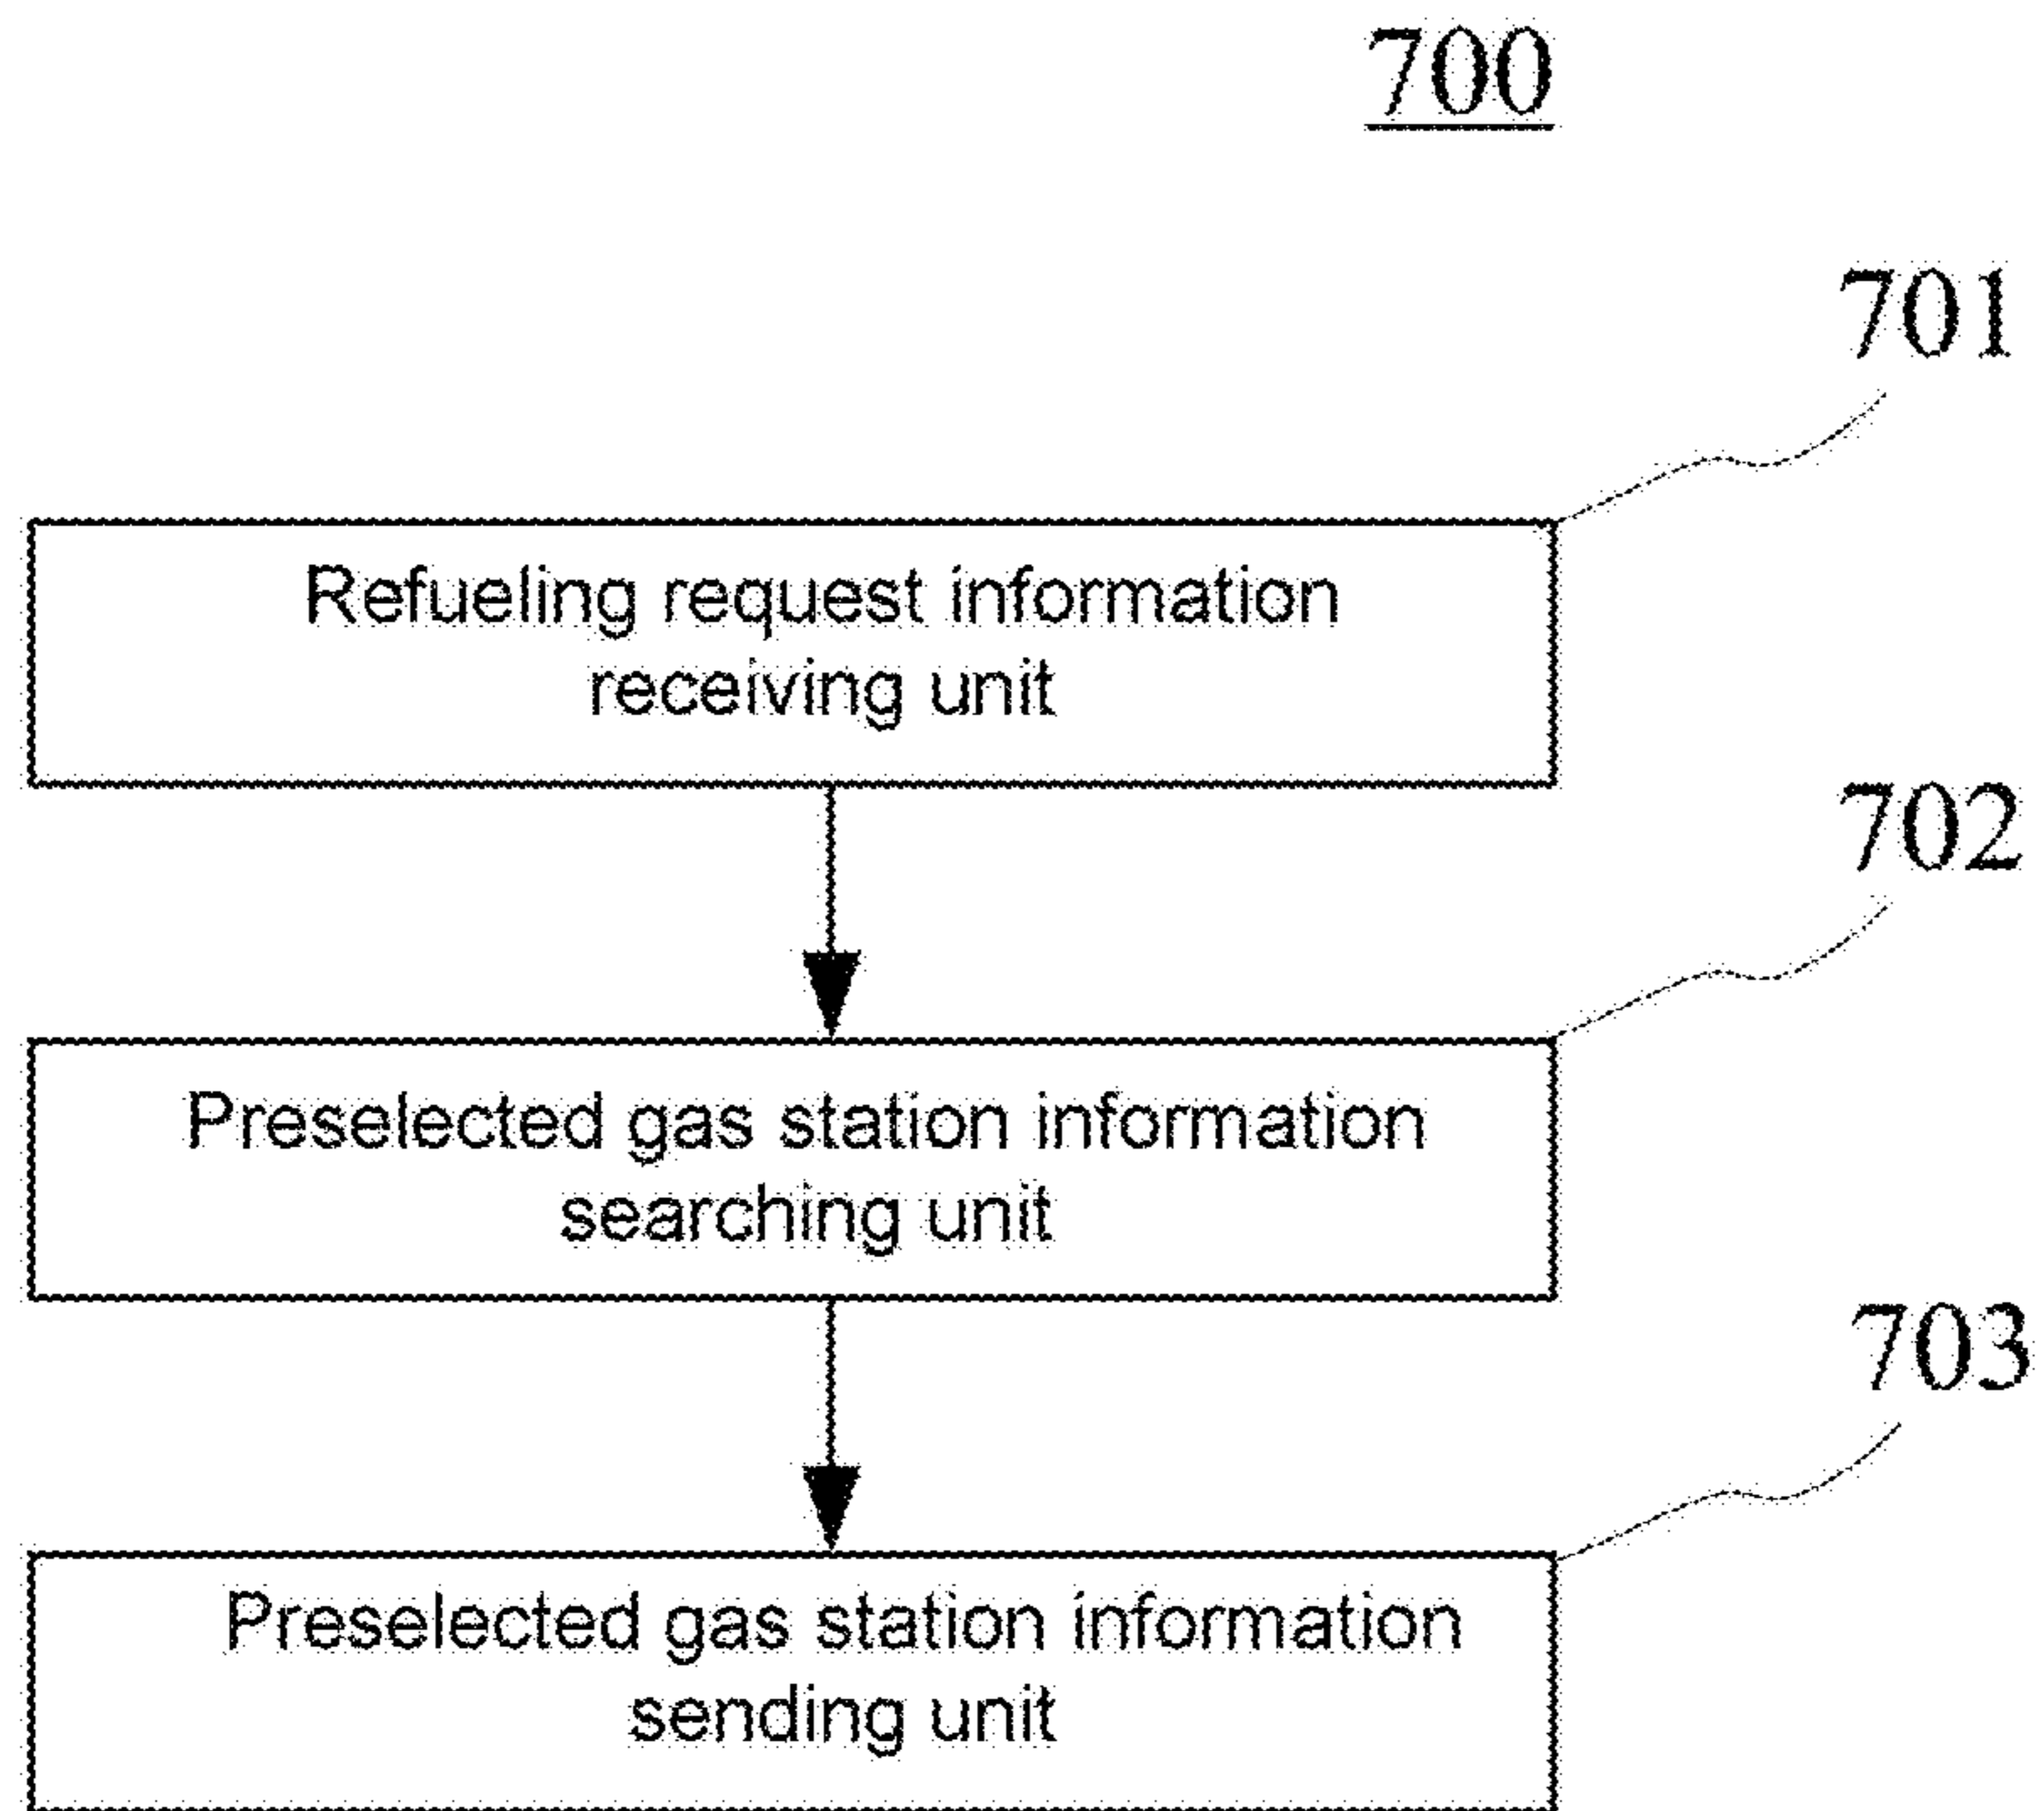 700
701
Refueling request information
receiving unit
702
Preselected gas station information
searching unit
703
Preselected gas station information
sending unit